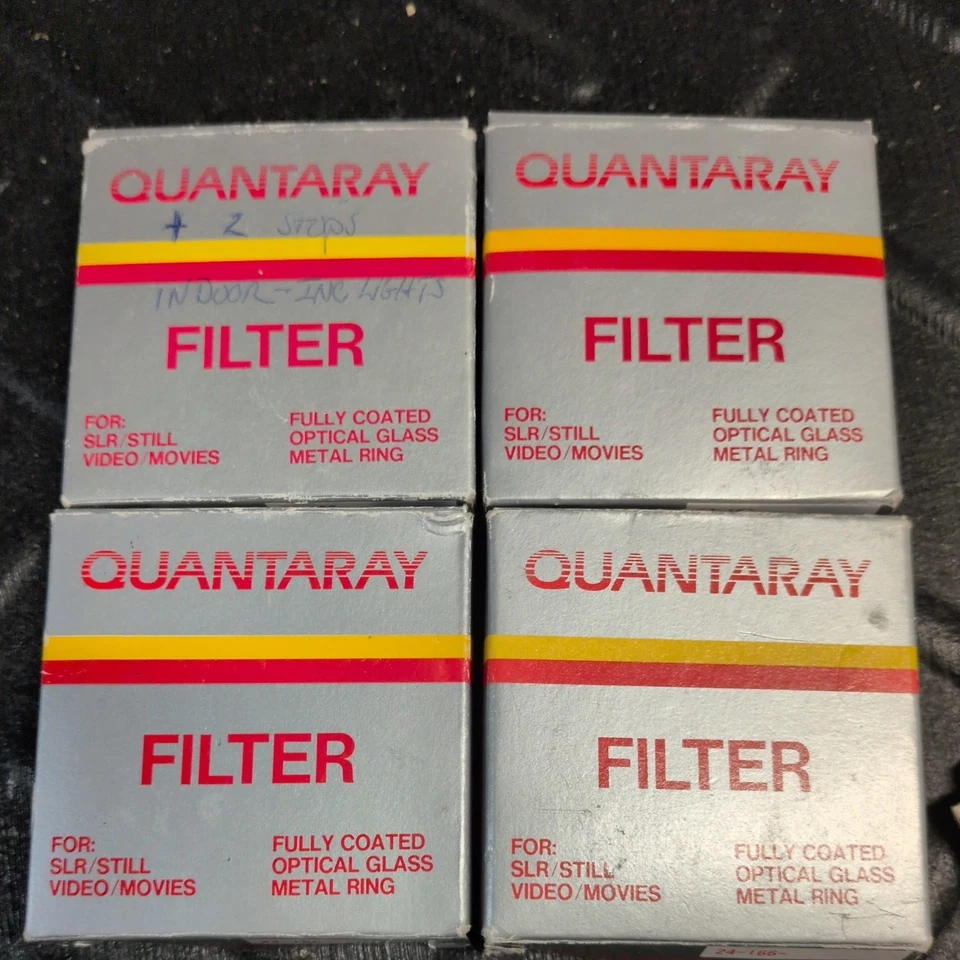 QUANTARAY
+ 2 STOPS
INDOOR - INC LIGHTS
FILTER
FOR:
SLR/STILL
VIDEO/MOVIES
FULLY COATED
OPTICAL GLASS
METAL RING
QUANTARAY
FILTER
FOR:
SLR/STILL
VIDEO/MOVIES
FULLY COATED
OPTICAL GLASS
METAL RING
QUANTARAY
FILTER
FOR:
SLR/STILL
VIDEO/MOVIES
FULLY COATED
OPTICAL GLASS
METAL RING
QUANTARAY
FILTER
FOR:
SLR/STILL
VIDEO/MOVIES
FULLY COATED
OPTICAL GLASS
METAL RING